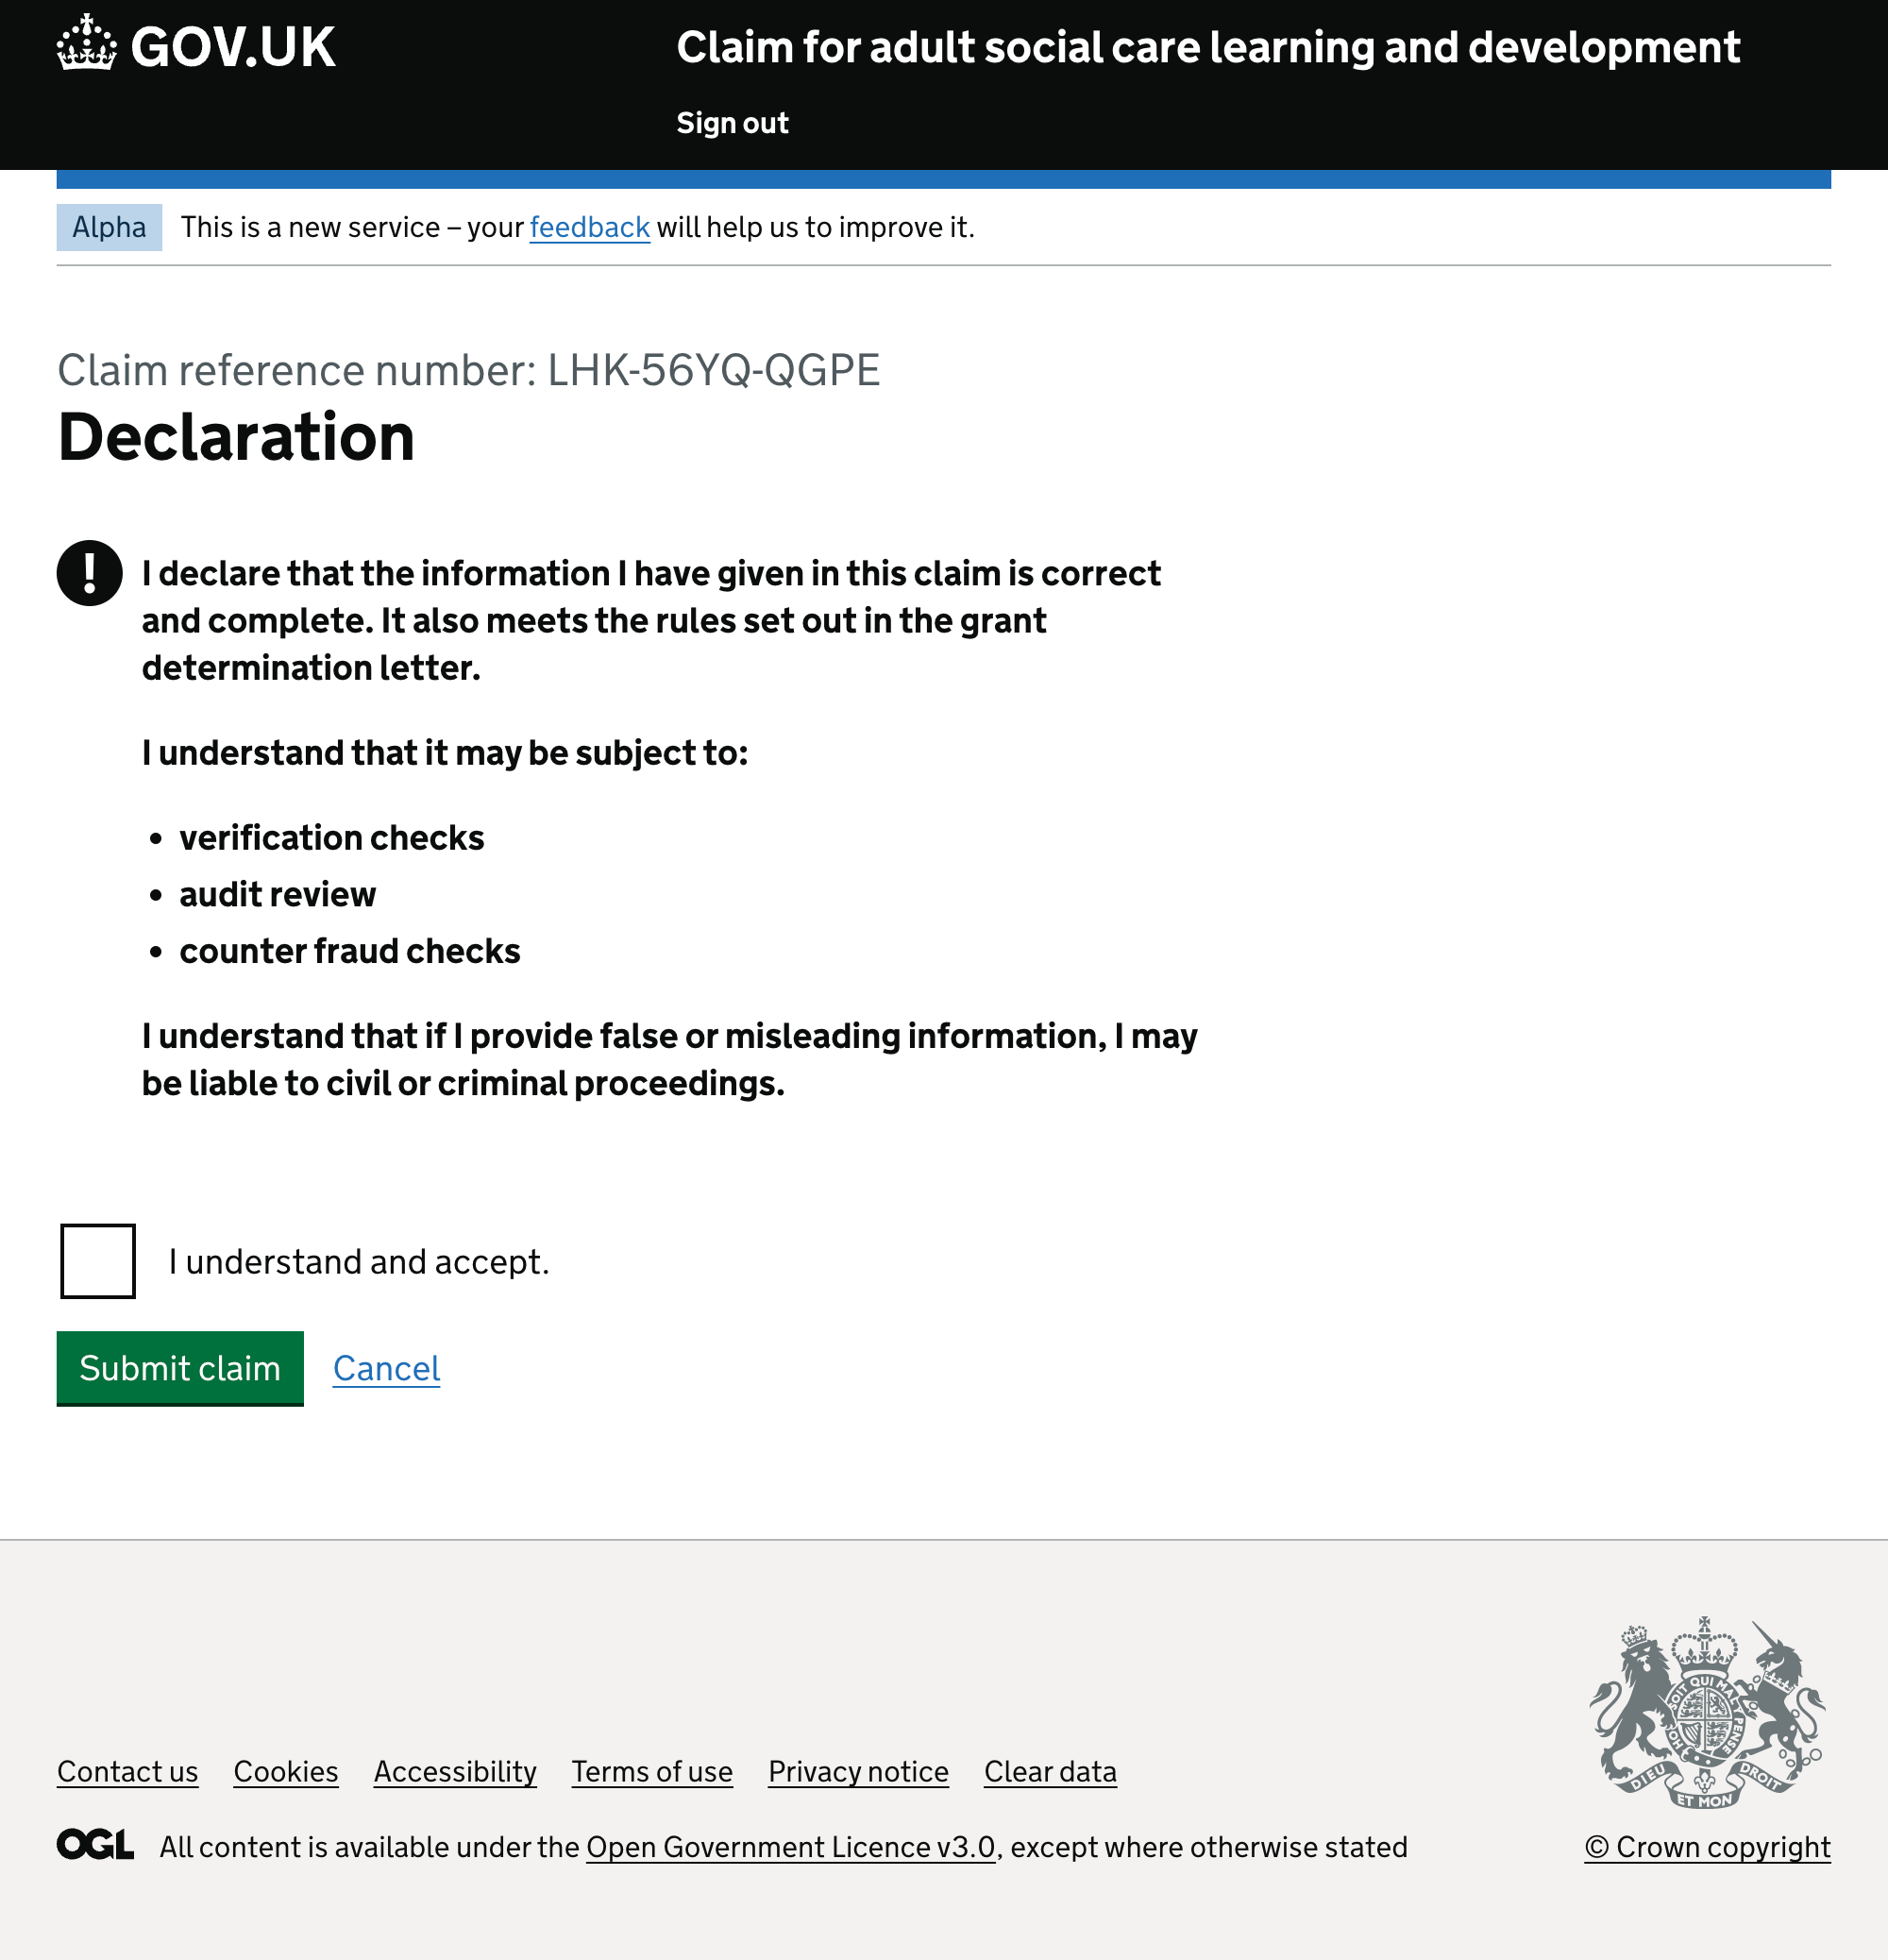 GOV.UK
Claim for adult social care learning and development
Sign out
Alpha This is a new service – your feedback will help us to improve it.
Claim reference number: LHK-56YQ-QGPE
Declaration
! I declare that the information I have given in this claim is correct
and complete. It also meets the rules set out in the grant
determination letter.
I understand that it may be subject to:
• verification checks
• audit review
• counter fraud checks
I understand that if I provide false or misleading information, I may
be liable to civil or criminal proceedings.
I understand and accept.
Submit claim Cancel
SOIT QUI MAL Y PENSE
HO
DIEU ET MON DROIT
Contact us Cookies Accessibility Terms of use Privacy notice Clear data
OGL All content is available under the Open Government Licence v3.0, except where otherwise stated
© Crown copyright